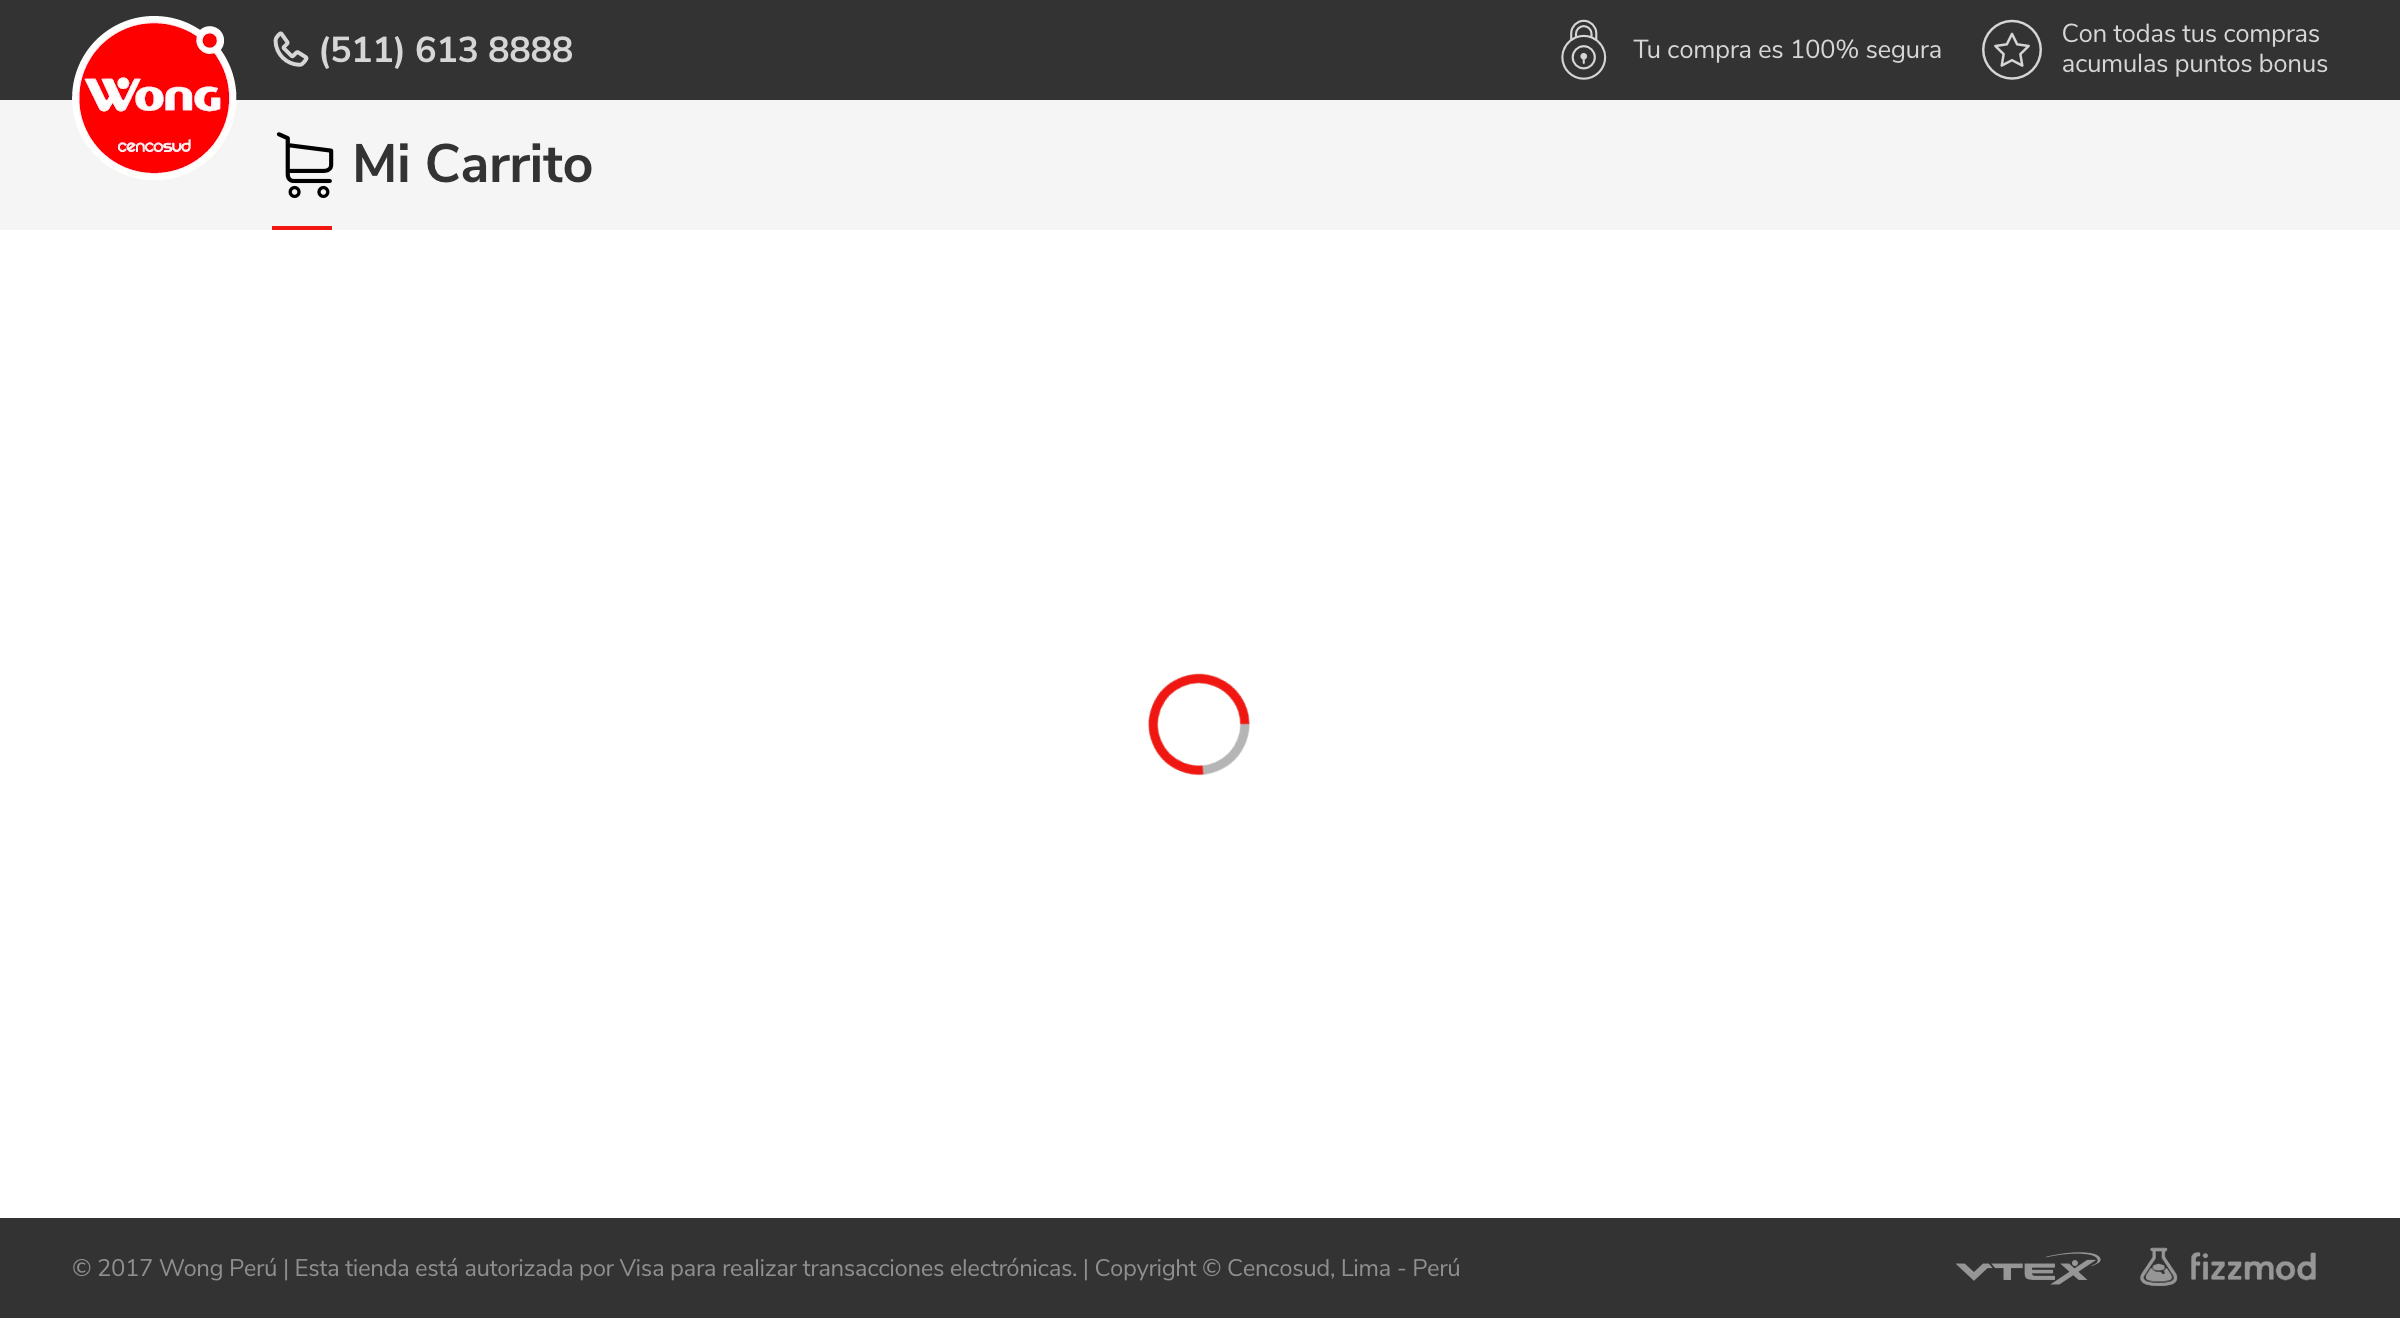 Wong
cencosud
(511) 613 8888
Tu compra es 100% segura
Con todas tus compras
acumulas puntos bonus
Mi Carrito
© 2017 Wong Perú | Esta tienda está autorizada por Visa para realizar transacciones electrónicas. | Copyright © Cencosud, Lima - Perú
VTEX
fizzmod